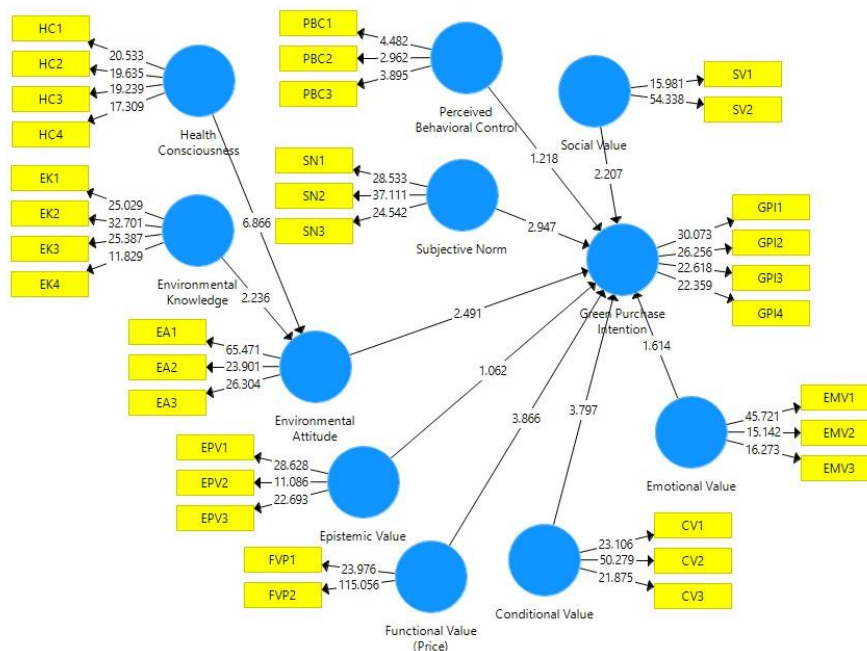 HC1
HC2
HC3
HC4
20.533
19.635
19.239
17.309
Health
Consciousness
PBC1
PBC2
PBC3
4.482
2.962
3.895
Perceived
Behavioral Control
15.981
54.338
SV1
SV2
Social Value
EK1
EK2
EK3
EK4
25.029
32.701
25.387
11.829
Environmental
Knowledge
6.866
2.236
SN1
SN2
SN3
28.533
37.111
24.542
Subjective Norm
1.218
2.207
2.947
Green Purchase
Intention
30.073
26.256
22.618
22.359
GPI1
GPI2
GPI3
GPI4
EA1
EA2
EA3
65.471
23.901
26.304
Environmental
Attitude
2.491
1.062
3.866
3.797
1.614
EPV1
EPV2
EPV3
28.628
11.086
22.693
Epistemic Value
45.721
15.142
16.273
EMV1
EMV2
EMV3
Emotional Value
FVP1
FVP2
23.976
115.056
Functional Value
(Price)
23.106
50.279
21.875
CV1
CV2
CV3
Conditional Value